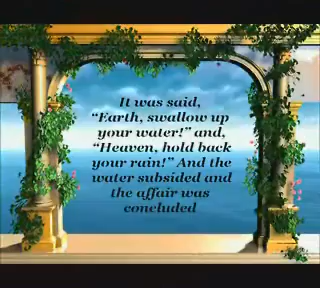 It was said,
“Earth, swallow up
your water!” and,
“Heaven, hold back
your rain!” And the
water subsided and
the affair was
concluded